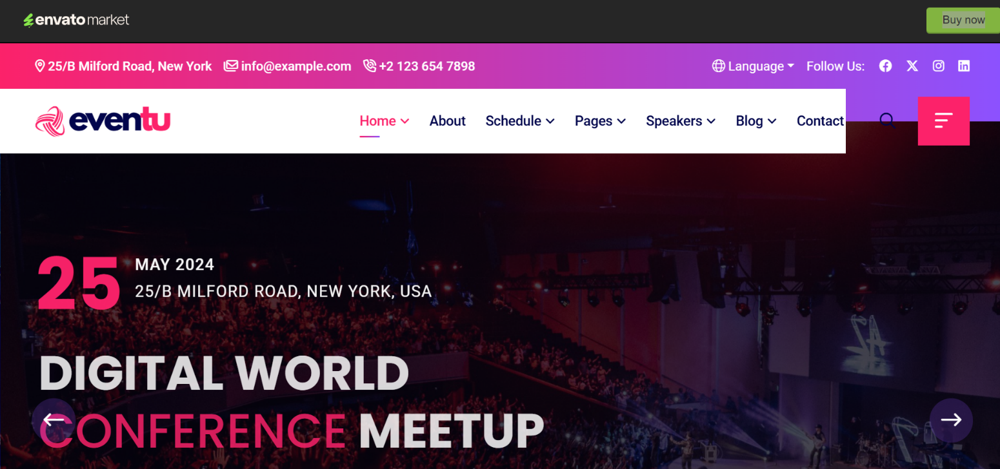 envato market
Buy now
25/B Milford Road, New York info@example.com +2 123 654 7898 Language Follow Us:
eventu Home About Schedule Pages Speakers Blog Contact
25 MAY 2024
25/B MILFORD ROAD, NEW YORK, USA
DIGITAL WORLD
CONFERENCE MEETUP